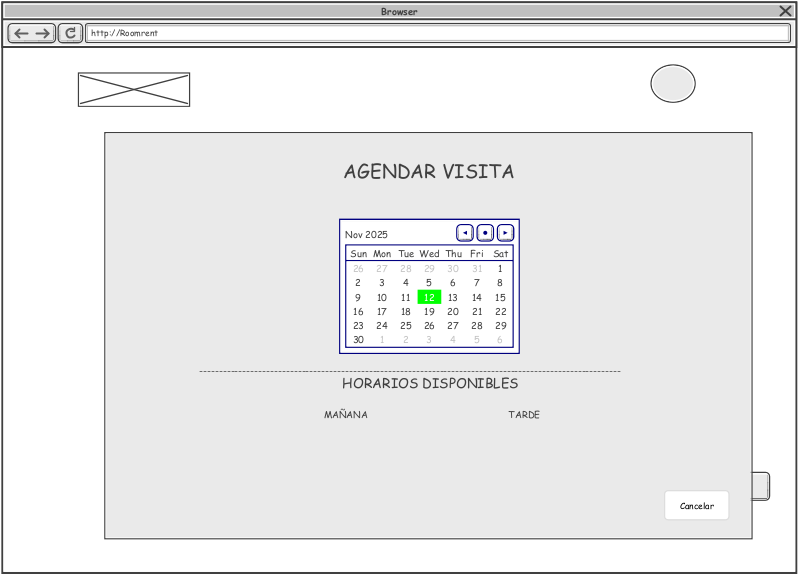 Browser
http://Roomrent
AGENDAR VISITA
Nov 2025
Sun Mon Tue Wed Thu Fri Sat
26 27 28 29 30 31 1
2 3 4 5 6 7 8
9 10 11 12 13 14 15
16 17 18 19 20 21 22
23 24 25 26 27 28 29
30 1 2 3 4 5 6
HORARIOS DISPONIBLES
MAÑANA TARDE
Cancelar